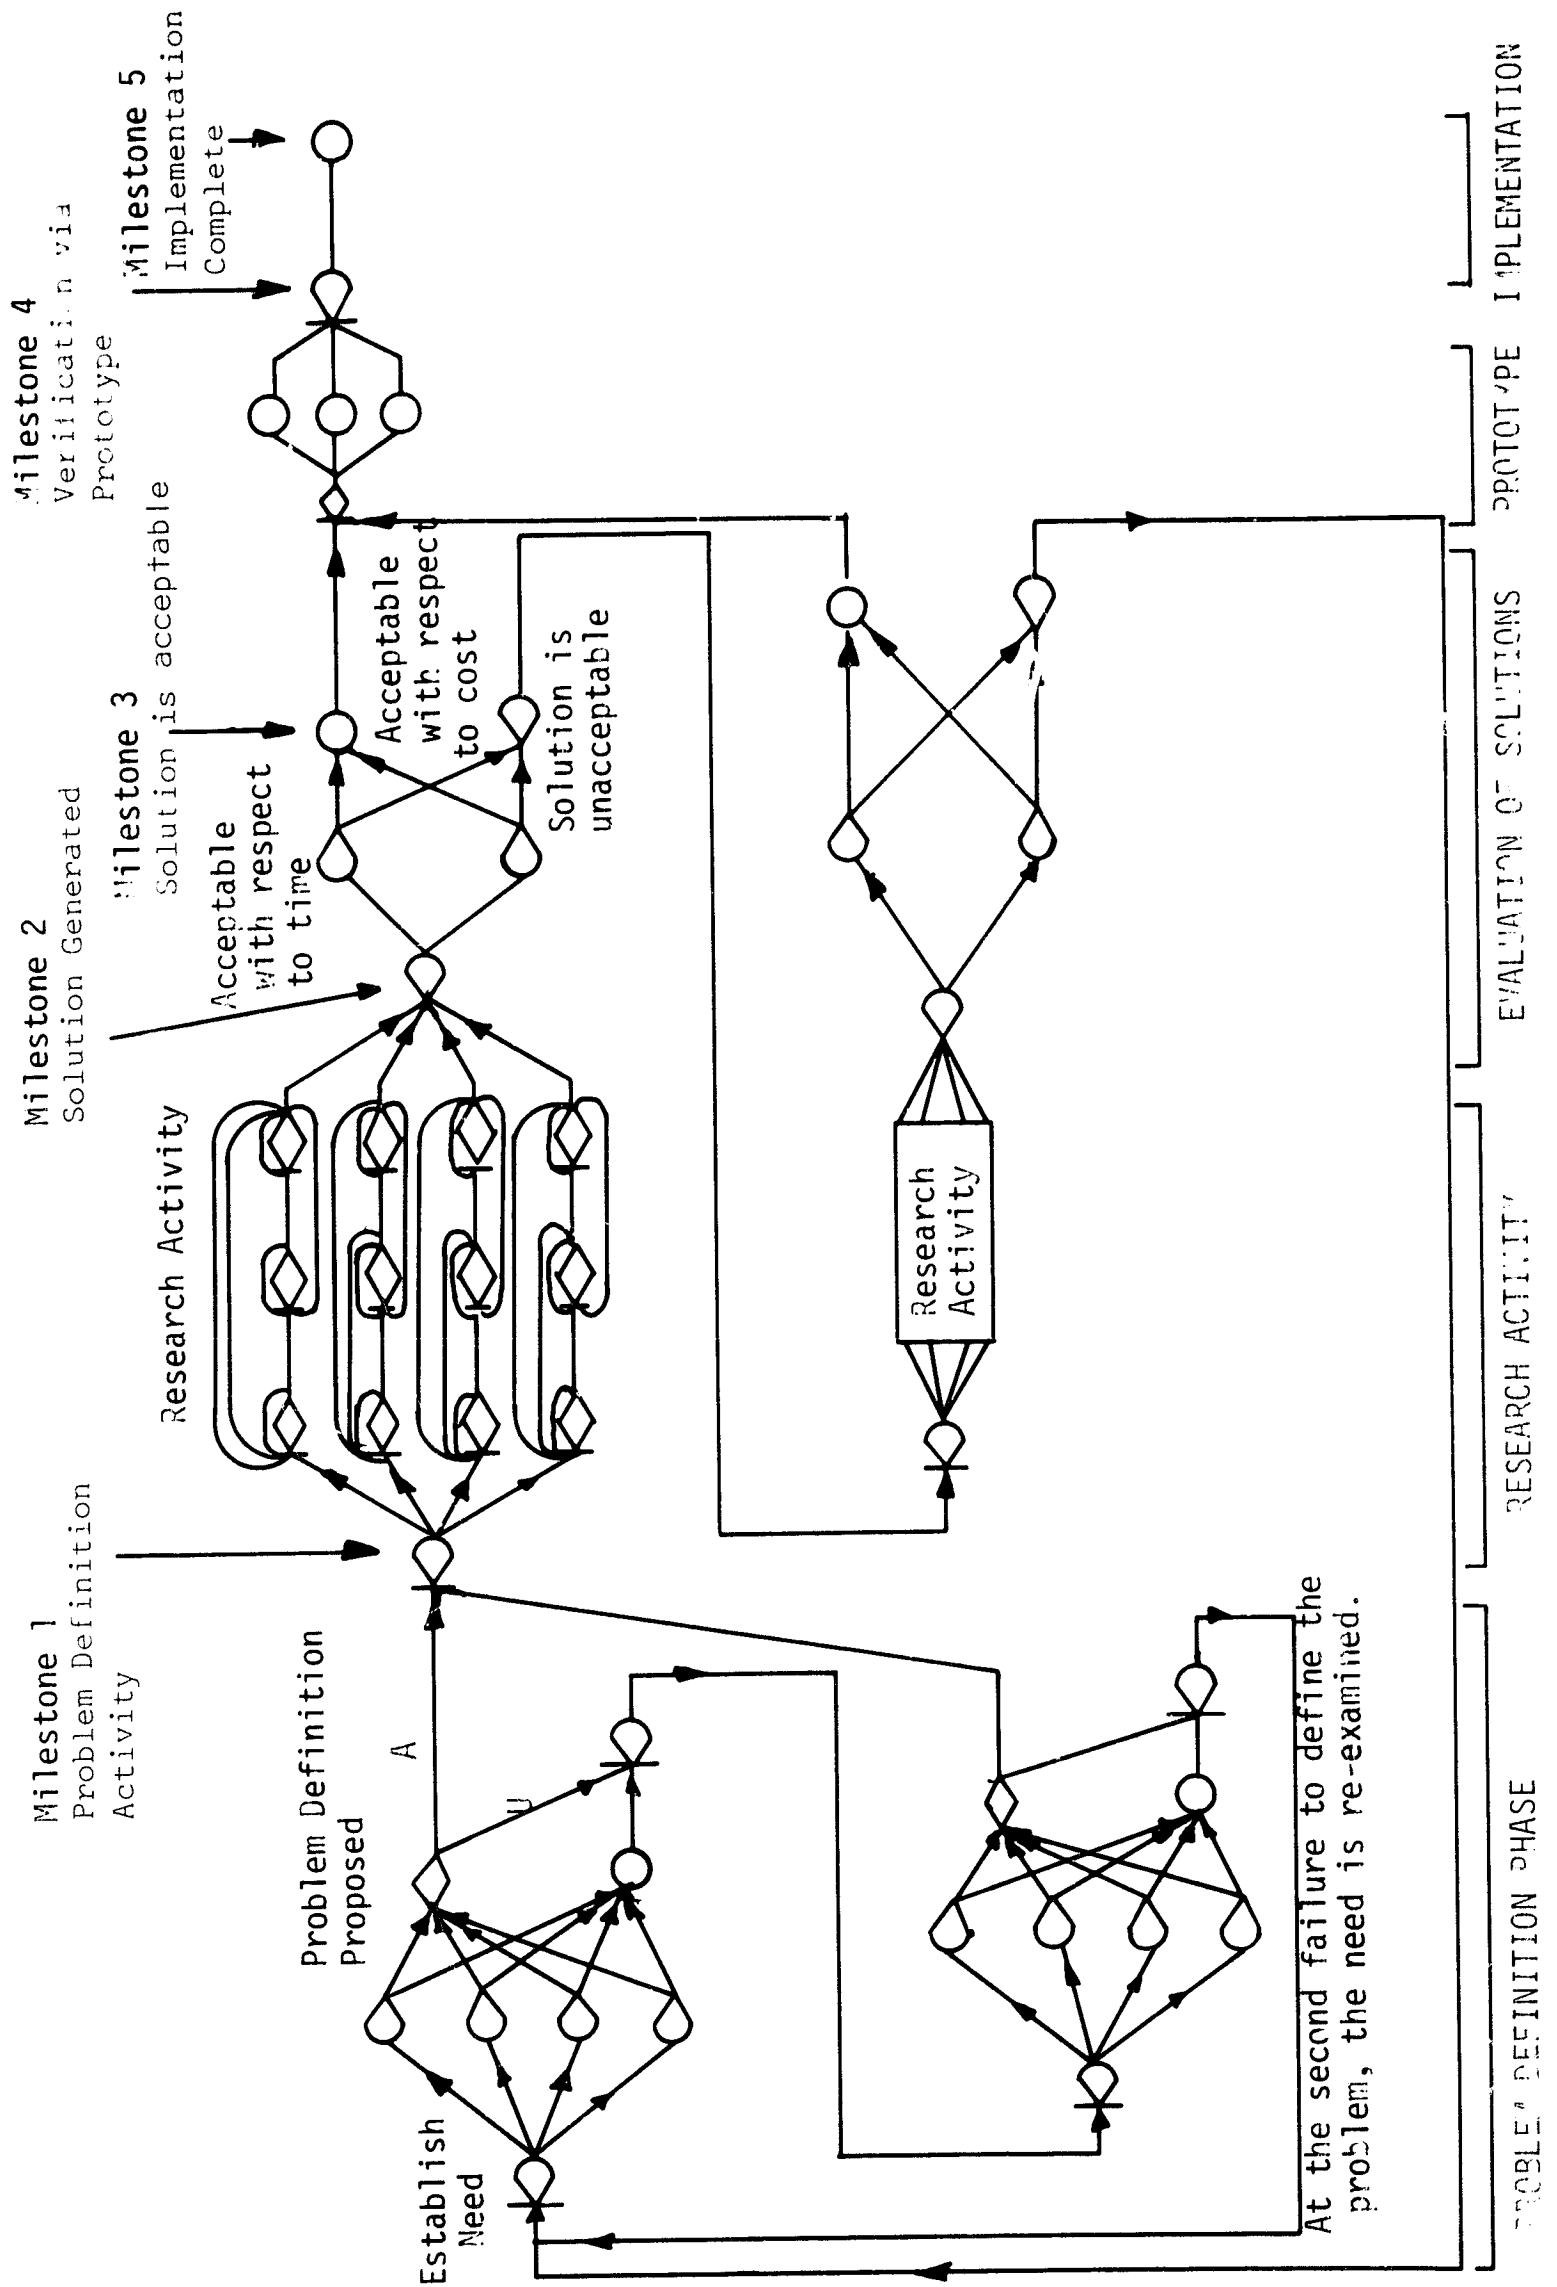 Milestone 1
Problem Definition
Activity
Milestone 2
Solution Generated
Milestone 3
Solution is acceptable
Milestone 4
Verification via
Prototype
Milestone 5
Implementation
Complete
Establish
Need
Problem Definition
Proposed
A
U
Research Activity
Acceptable
with respect
to time
Acceptable
with respect
to cost
Solution is
unacceptable
Research
Activity
At the second failure to define the
problem, the need is re-examined.
PROBLEM DEFINITION PHASE
RESEARCH ACTIVITY
EVALUATION OF SOLUTIONS
PROTOTYPE
IMPLEMENTATION